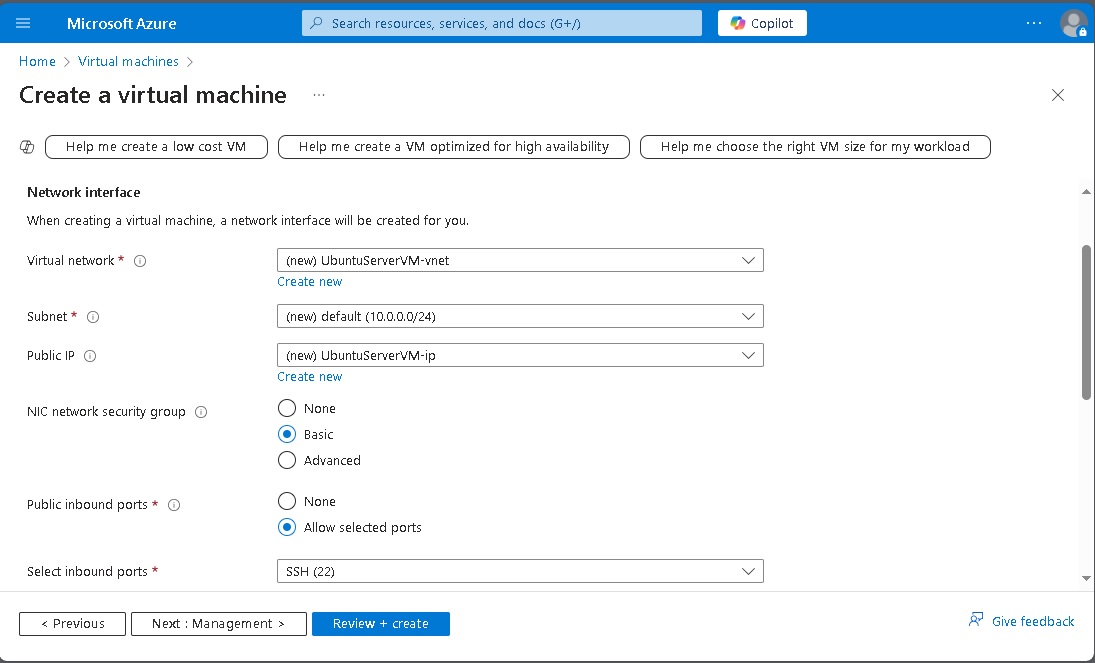 Microsoft Azure
Search resources, services, and docs (G+/)
Copilot
...
Home > Virtual machines >
Create a virtual machine ...
Help me create a low cost VM
Help me create a VM optimized for high availability
Help me choose the right VM size for my workload
Network interface
When creating a virtual machine, a network interface will be created for you.
Virtual network *
(new) UbuntuServerVM-vnet
Create new
Subnet *
(new) default (10.0.0.0/24)
Public IP
(new) UbuntuServerVM-ip
Create new
NIC network security group
None
Basic
Advanced
Public inbound ports *
None
Allow selected ports
Select inbound ports *
SSH (22)
< Previous
Next : Management >
Review + create
Give feedback